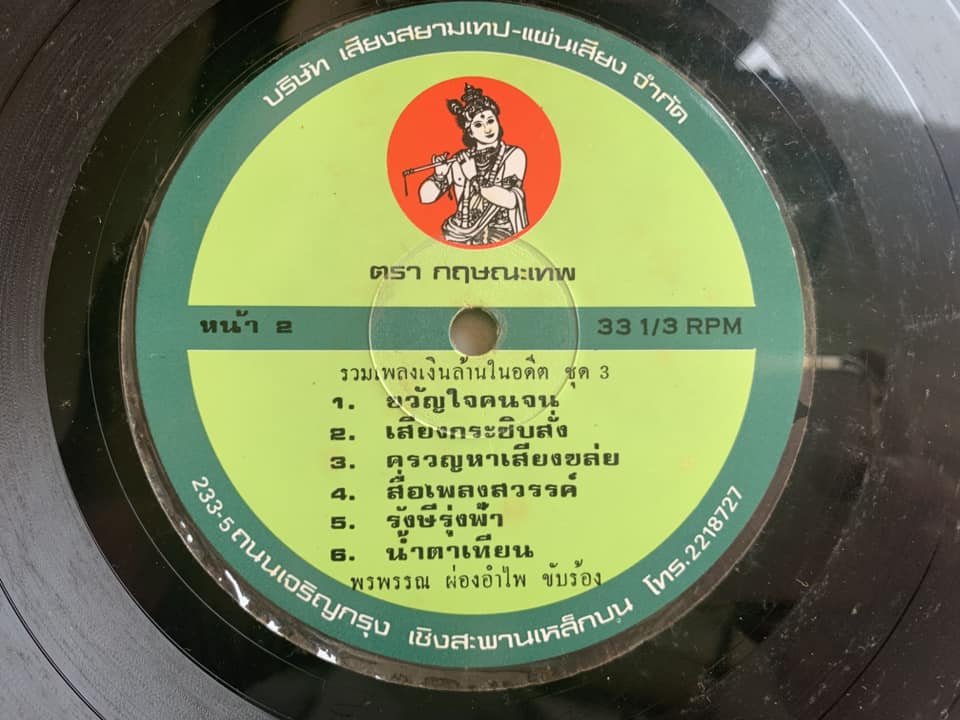 บริษัท เสียงสยามเทป-แผ่นเสียง จำกัด
ตรา กฤษณะเทพ
หน้า 2
33 1/3 RPM
รวมเพลงเงินล้านในอดีต ชุด 3
1. ขวัญใจคนจน
2. เสียงกระซิบสั่ง
3. ครวญหาเสียงขลุ่ย
4. สื่อเพลงสวรรค์
5. รังษีรุ่งฟ้า
6. น้ำตาเทียน
พรพรรณ ผ่องอำไพ ขับร้อง
233-5 ถนนเจริญกรุง เชิงสะพานเหล็กบน โทร.2218727